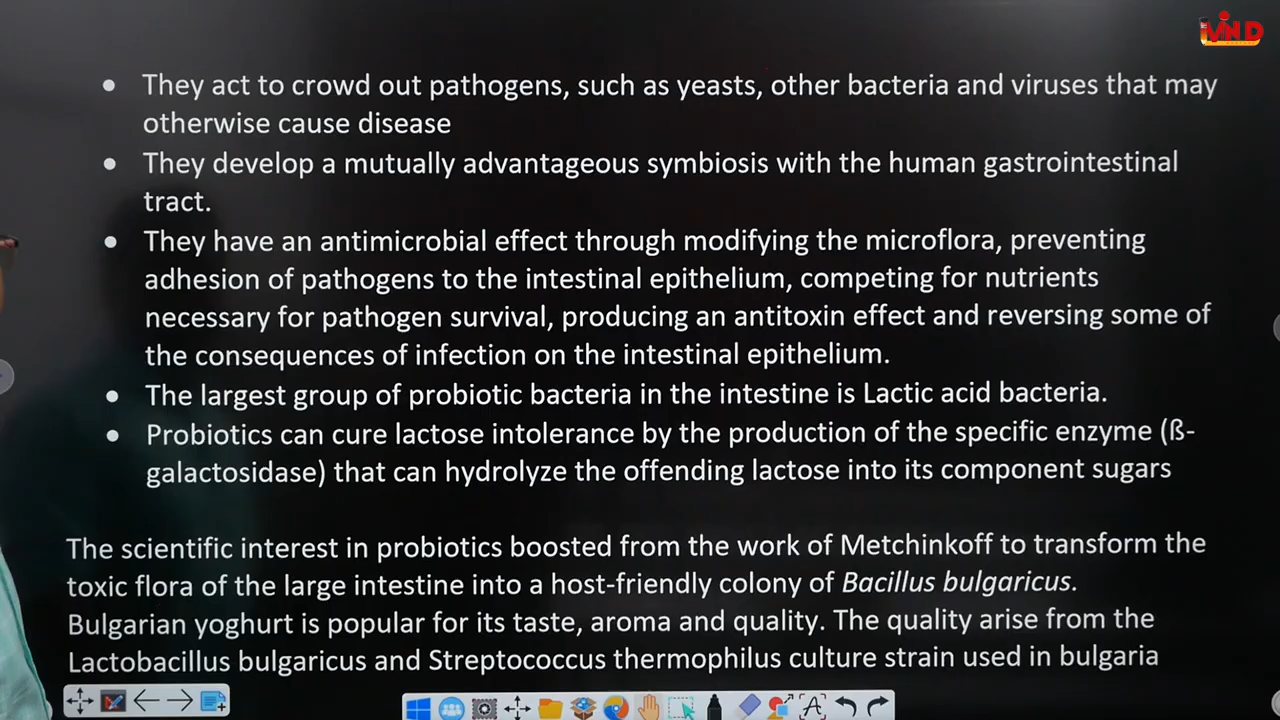 MIND
• They act to crowd out pathogens, such as yeasts, other bacteria and viruses that may
otherwise cause disease
• They develop a mutually advantageous symbiosis with the human gastrointestinal
tract.
• They have an antimicrobial effect through modifying the microflora, preventing
adhesion of pathogens to the intestinal epithelium, competing for nutrients
necessary for pathogen survival, producing an antitoxin effect and reversing some of
the consequences of infection on the intestinal epithelium.
• The largest group of probiotic bacteria in the intestine is Lactic acid bacteria.
• Probiotics can cure lactose intolerance by the production of the specific enzyme (ß-
galactosidase) that can hydrolyze the offending lactose into its component sugars
The scientific interest in probiotics boosted from the work of Metchinkoff to transform the
toxic flora of the large intestine into a host-friendly colony of Bacillus bulgaricus.
Bulgarian yoghurt is popular for its taste, aroma and quality. The quality arise from the
Lactobacillus bulgaricus and Streptococcus thermophilus culture strain used in bulgaria